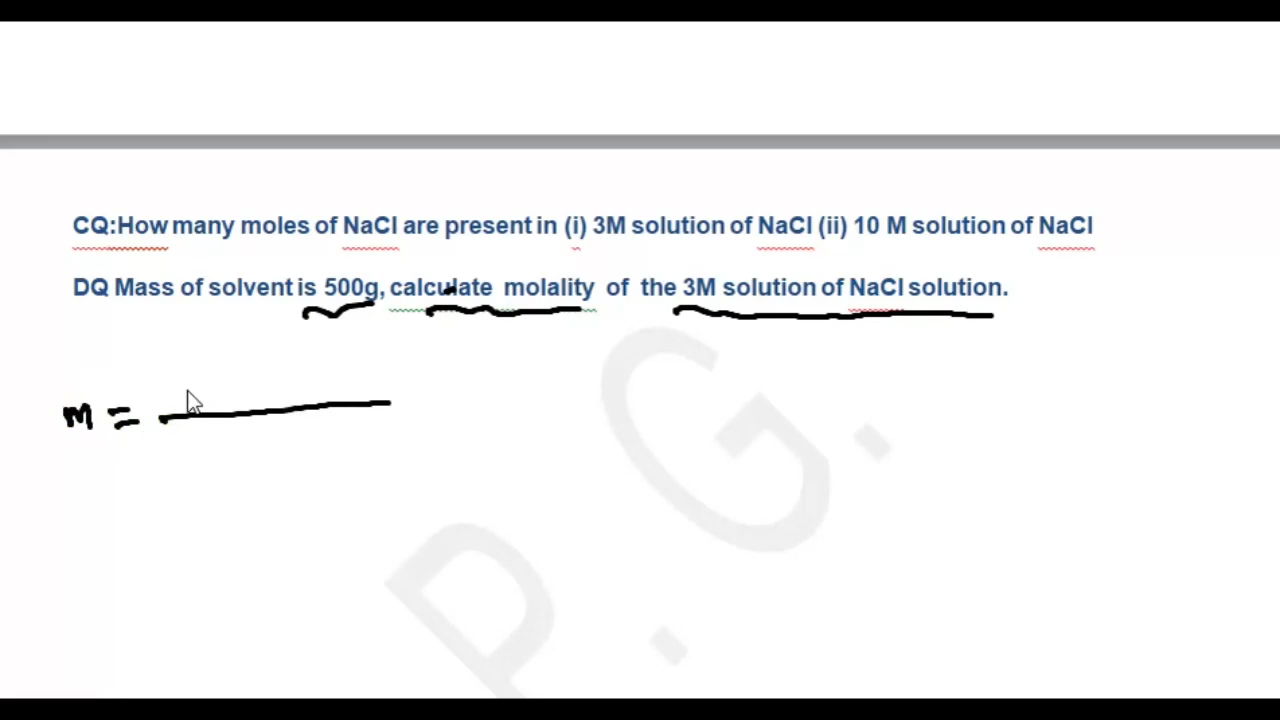 CQ:How many moles of NaCl are present in (i) 3M solution of NaCl (ii) 10 M solution of NaCl
DQ Mass of solvent is 500g, calculate molality of the 3M solution of NaCl solution.
m =
P. G.